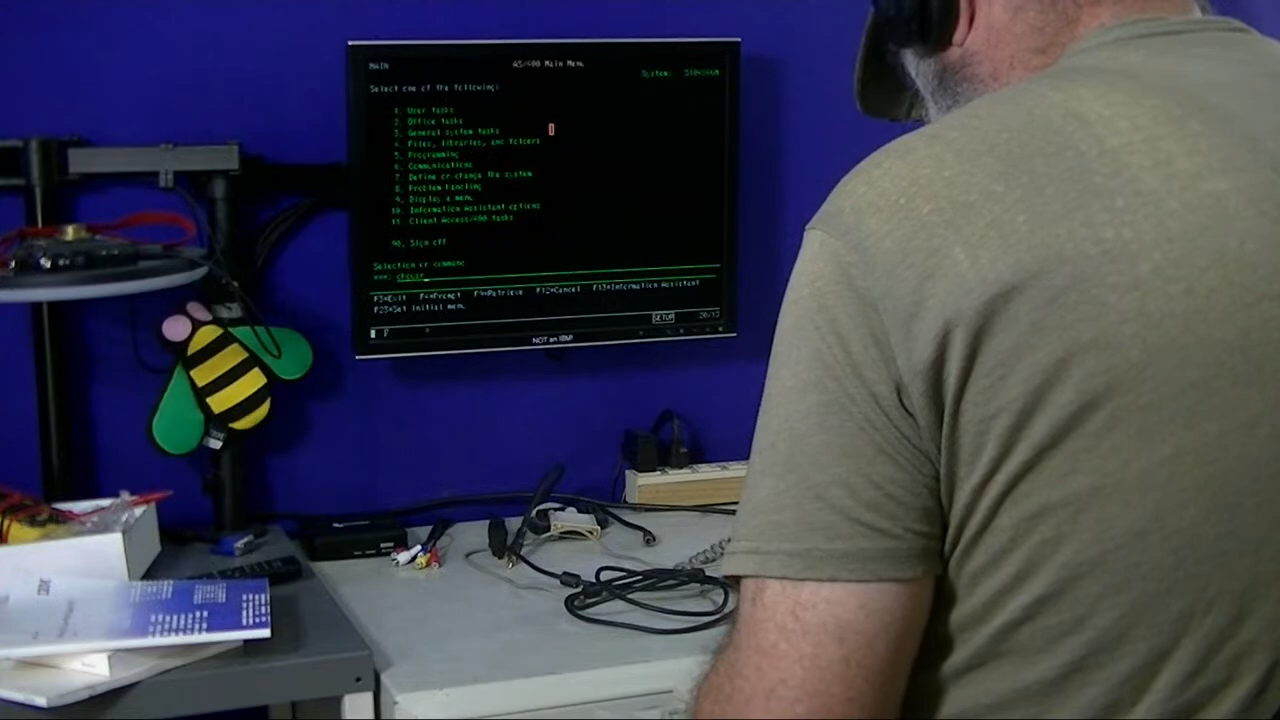 MAIN AS/400 Main Menu
System:
Select one of the following:
1. User tasks
2. Office tasks
3. General system tasks
4. Files, libraries, and folders
5. Programming
6. Communications
7. Define or change the system
8. Problem handling
9. Display a menu
10. Information Assistant options
11. Client Access/400 tasks
90. Sign off
Selection or command
===>
F3=Exit F4=Prompt F9=Retrieve F12=Cancel F13=Information Assistant
F23=Set initial menu
SETUP 20/13
NOT an IBM!
IBM